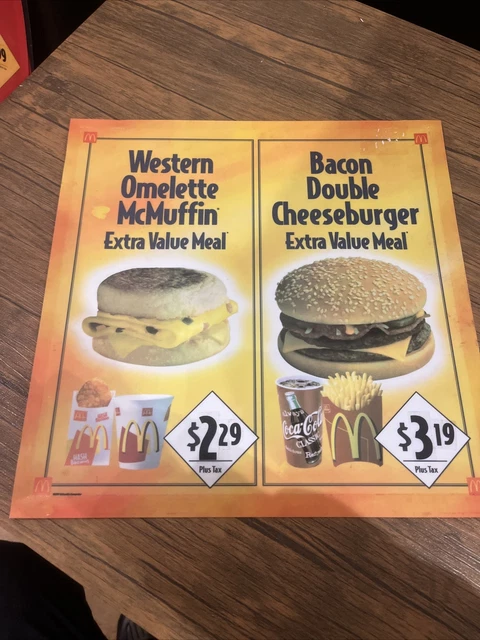 Western
Omelette
McMuffin
Extra Value Meal
$2 29
Plus Tax
Bacon
Double
Cheeseburger
Extra Value Meal
Always
Coca-Cola
CLASSIC
$3 19
Plus Tax